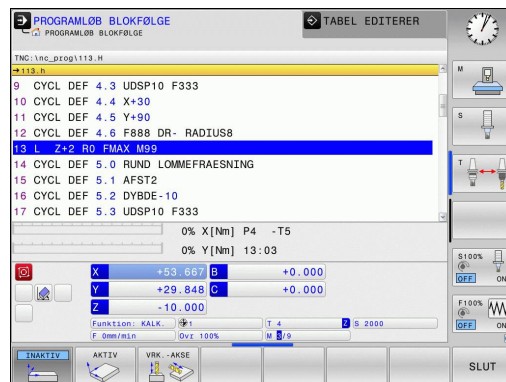 PROGRAMLØB BLOKFØLGE
PROGRAMLØB BLOKFØLGE
TABEL EDITERER
TNC:\nc_prog\113.H
→113.h
9 CYCL DEF 4.3 UDSP10 F333
10 CYCL DEF 4.4 X+30
11 CYCL DEF 4.5 Y+90
12 CYCL DEF 4.6 F888 DR- RADIUS8
13 L Z+2 R0 FMAX M99
14 CYCL DEF 5.0 RUND LOMMEFRAESNING
15 CYCL DEF 5.1 AFST2
16 CYCL DEF 5.2 DYBDE-10
17 CYCL DEF 5.3 UDSP10 F333
0% X[Nm] P4 -T5
0% Y[Nm] 13:03
X +53.667 B +0.000
Y +29.848 C +0.000
Z -10.000
Funktion: KALK. 1 T 4 Z S 2000
F 0mm/min Ovr 100% M 5/9
M
S
T
S100%
OFF ON
F100%
OFF ON
INAKTIV
AKTIV
VRK.-AKSE
SLUT